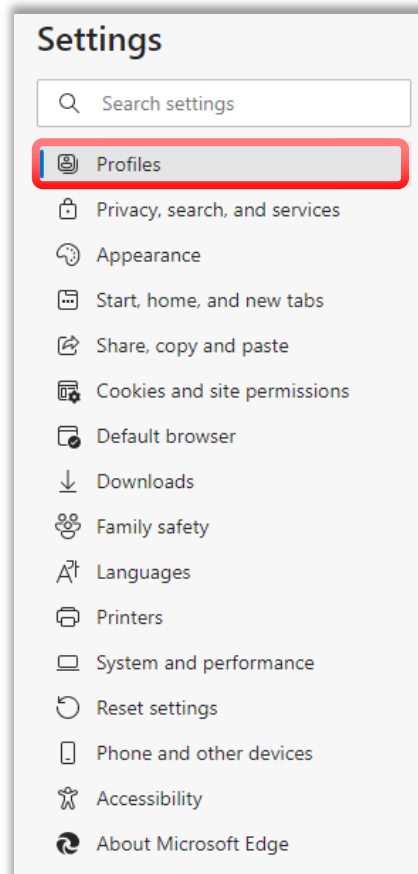 Settings
Search settings
Profiles
Privacy, search, and services
Appearance
Start, home, and new tabs
Share, copy and paste
Cookies and site permissions
Default browser
Downloads
Family safety
Languages
Printers
System and performance
Reset settings
Phone and other devices
Accessibility
About Microsoft Edge